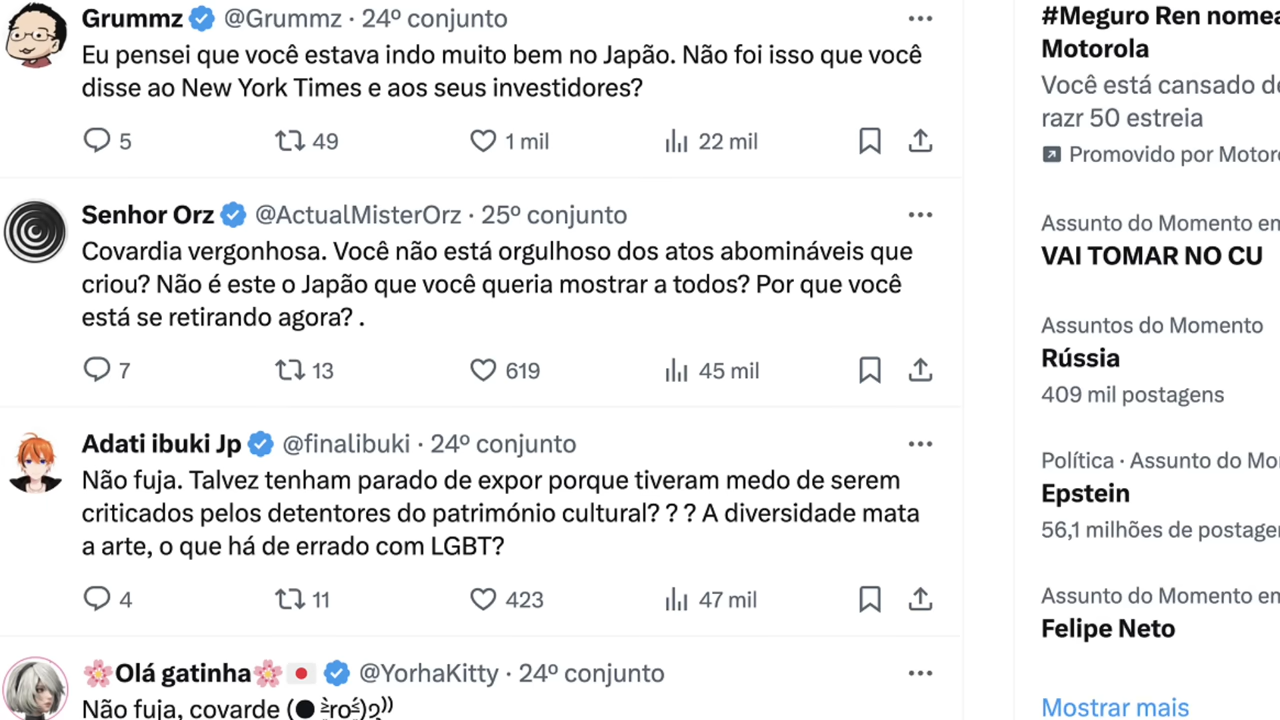 Grummz @Grummz · 24º conjunto
Eu pensei que você estava indo muito bem no Japão. Não foi isso que você
disse ao New York Times e aos seus investidores?
5 49 1 mil 22 mil
Senhor Orz @ActualMisterOrz · 25º conjunto
Covardia vergonhosa. Você não está orgulhoso dos atos abomináveis que
criou? Não é este o Japão que você queria mostrar a todos? Por que você
está se retirando agora? .
7 13 619 45 mil
Adati ibuki Jp @finalibuki · 24º conjunto
Não fuja. Talvez tenham parado de expor porque tiveram medo de serem
criticados pelos detentores do património cultural? ? ? A diversidade mata
a arte, o que há de errado com LGBT?
4 11 423 47 mil
🌸Olá gatinha🌸🇯🇵 @YorhaKitty · 24º conjunto
Não fuja, covarde
#Meguro Ren
Motorola
Você está cansado
razr 50 estreia
Promovido por
Assunto do Momento
VAI TOMAR NO CU
Assuntos do Momento
Rússia
409 mil postagens
Política · Assunto do
Epstein
56,1 milhões de
Assunto do Momento
Felipe Neto
Mostrar mais